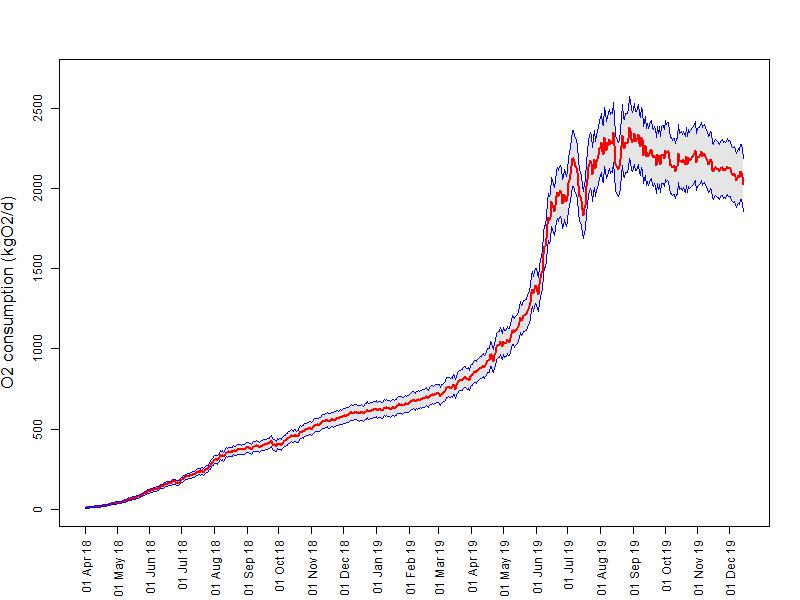 O2 consumption (kgO2/d)
2500
2000
1500
1000
500
0
01 Apr 18
01 May 18
01 Jun 18
01 Jul 18
01 Aug 18
01 Sep 18
01 Oct 18
01 Nov 18
01 Dec 18
01 Jan 19
01 Feb 19
01 Mar 19
01 Apr 19
01 May 19
01 Jun 19
01 Jul 19
01 Aug 19
01 Sep 19
01 Oct 19
01 Nov 19
01 Dec 19